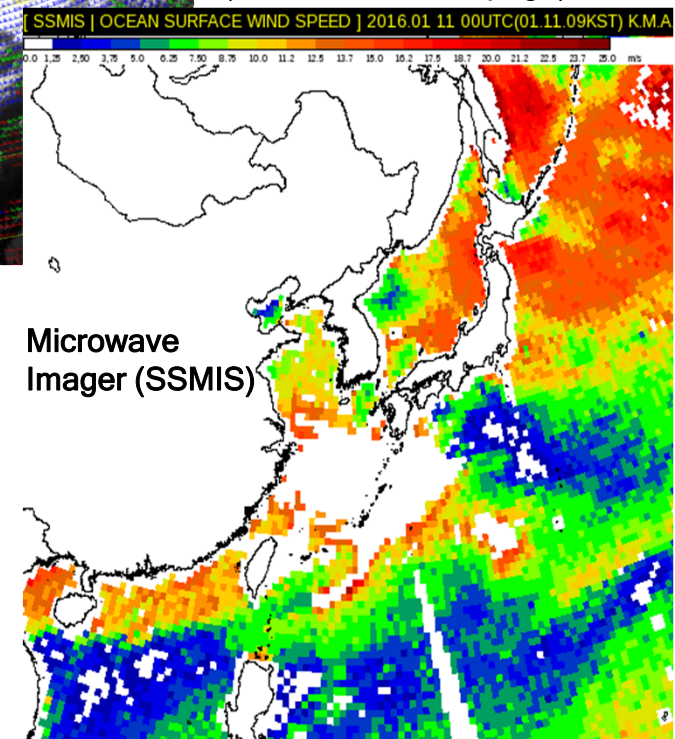 [ SSMIS | OCEAN SURFACE WIND SPEED ] 2016.01 11 00UTC(01.11.09KST) K.M.A
0.0 1.25 2.50 3.75 5.0 6.25 7.50 8.75 10.0 11.2 12.5 13.7 15.0 16.2 17.5 18.7 20.0 21.2 22.5 23.7 25.0 m/s
Microwave
Imager (SSMIS)